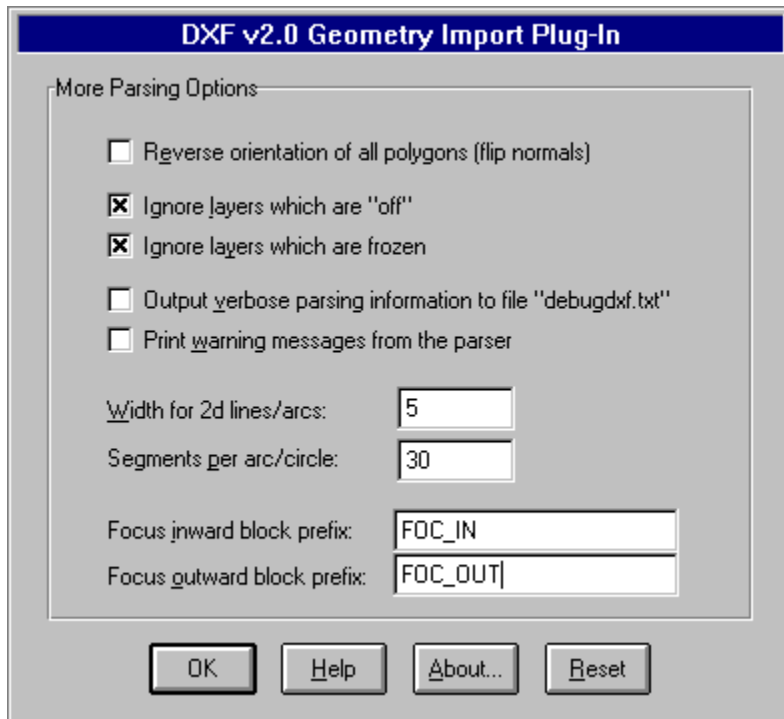 DXF v2.0 Geometry Import Plug-In
More Parsing Options
Reverse orientation of all polygons (flip normals)
Ignore layers which are "off"
Ignore layers which are frozen
Output verbose parsing information to file "debugdxf.txt"
Print warning messages from the parser
Width for 2d lines/arcs: 5
Segments per arc/circle: 30
Focus inward block prefix: FOC_IN
Focus outward block prefix: FOC_OUT
OK Help About... Reset